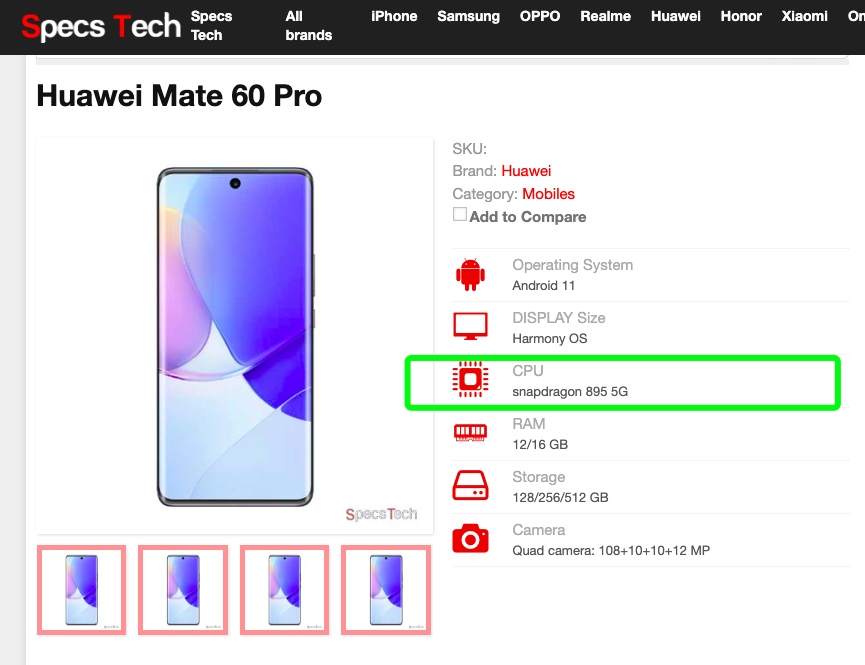 Specs Tech
Specs Tech
All brands
iPhone
Samsung
OPPO
Realme
Huawei
Honor
Xiaomi
Huawei Mate 60 Pro
SKU:
Brand: Huawei
Category: Mobiles
Add to Compare
Operating System
Android 11
DISPLAY Size
Harmony OS
CPU
snapdragon 895 5G
RAM
12/16 GB
Storage
128/256/512 GB
Camera
Quad camera: 108+10+10+12 MP
SpecsTech